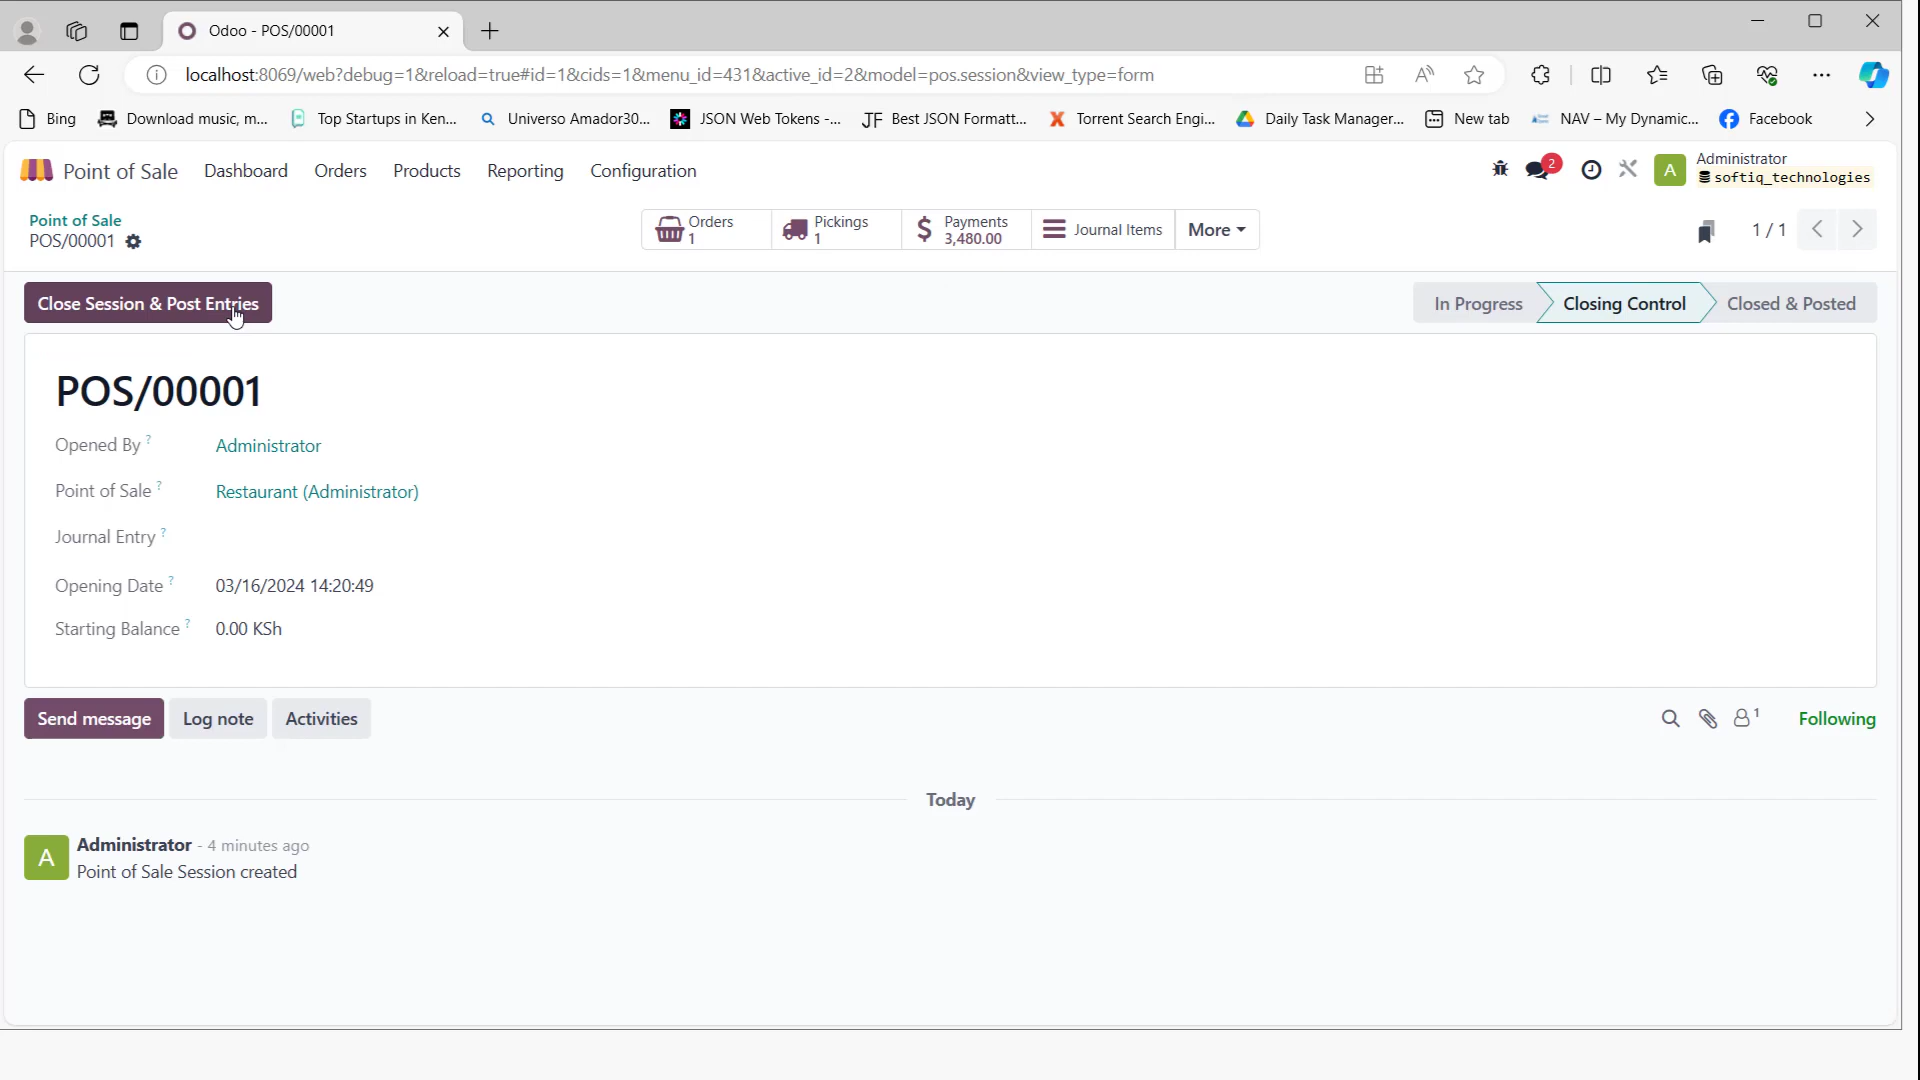 Odoo - POS/00001
localhost:8069/web?debug=1&reload=true#id=1&cids=1&menu_id=431&active_id=2&model=pos.session&view_type=form
Bing
Download music, m...
Top Startups in Ken...
Universo Amador30...
JSON Web Tokens -...
JF Best JSON Formatt...
Torrent Search Engi...
Daily Task Manager...
New tab
NAV – My Dynamic...
Facebook
Point of Sale
Dashboard
Orders
Products
Reporting
Configuration
2
A
Administrator
softiq_technologies
Point of Sale
POS/00001
Orders
1
Pickings
1
$
Payments
3,480.00
Journal Items
More
1 / 1
Close Session & Post Entries
In Progress
Closing Control
Closed & Posted
POS/00001
Opened By ?
Administrator
Point of Sale ?
Restaurant (Administrator)
Journal Entry ?
Opening Date ?
03/16/2024 14:20:49
Starting Balance ?
0.00 KSh
Send message
Log note
Activities
1
Following
Today
A
Administrator - 4 minutes ago
Point of Sale Session created